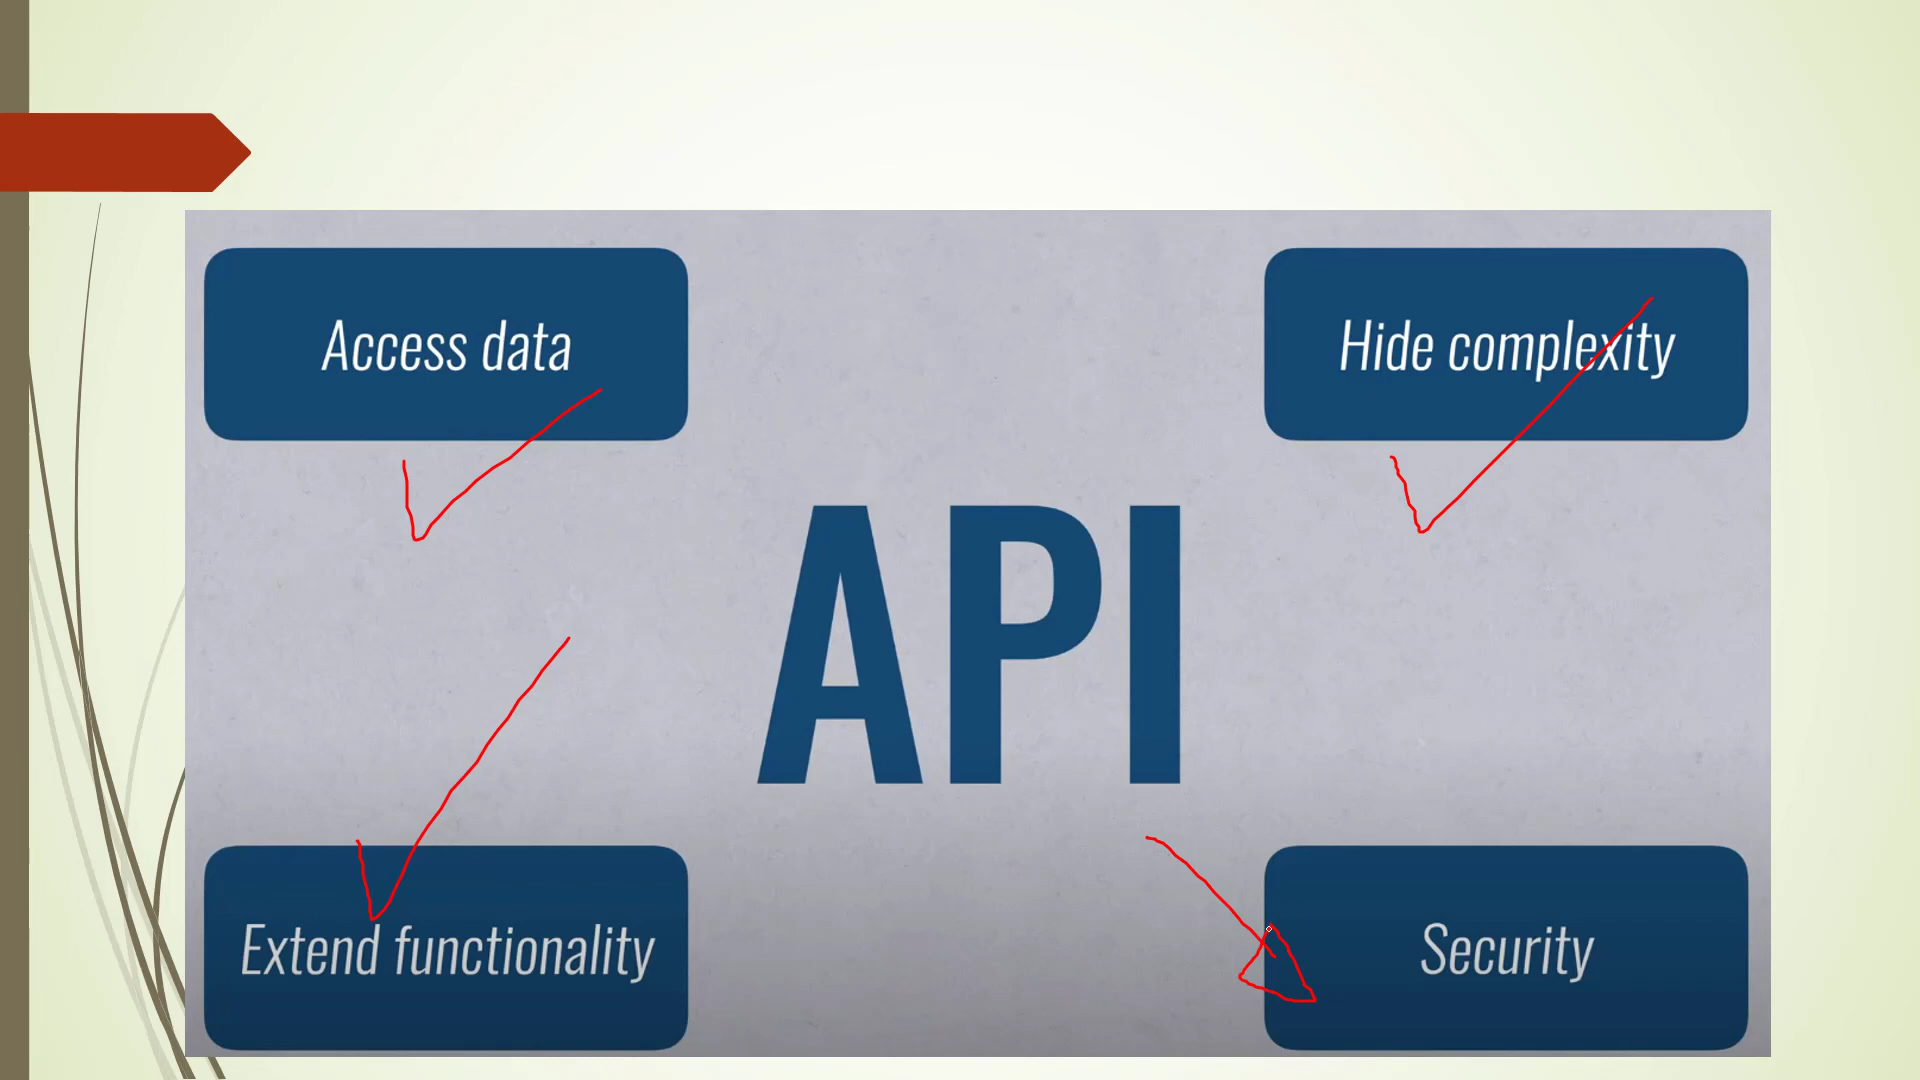 Access data
Hide complexity
API
Extend functionality
Security